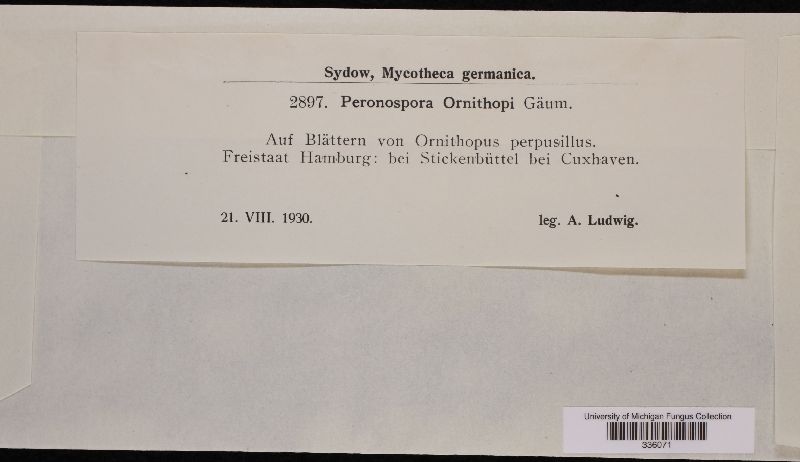 Sydow, Mycotheca germanica.
2897. Peronospora Ornithopi Gäum.
Auf Blättern von Ornithopus perpusillus.
Freistaat Hamburg: bei Stickenbüttel bei Cuxhaven.
21. VIII. 1930. leg. A. Ludwig.
University of Michigan Fungus Collection
336071